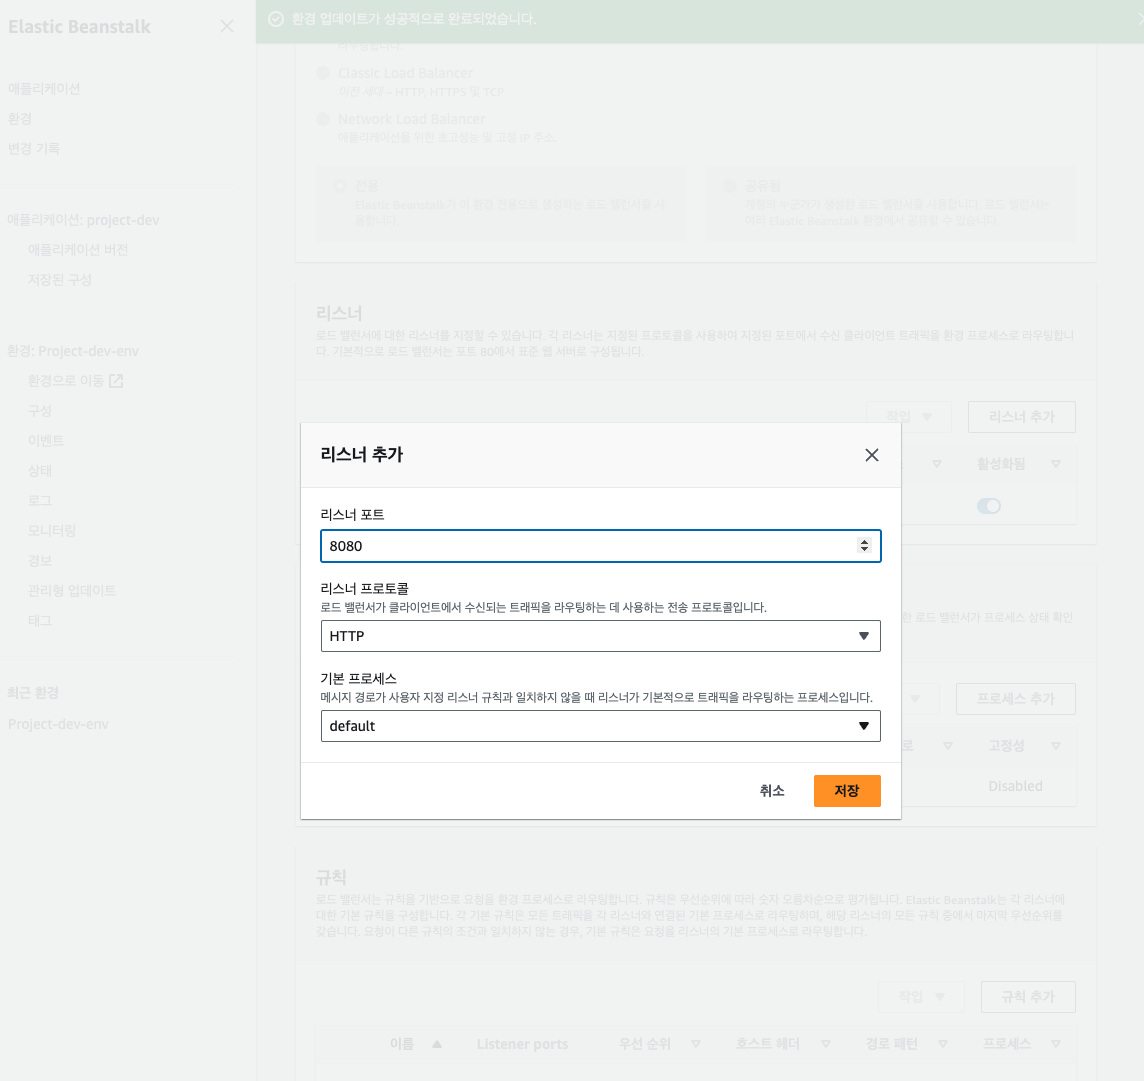 Elastic Beanstalk
환경 업데이트가 성공적으로 완료되었습니다.
애플리케이션
환경
변경 기록
애플리케이션: project-dev
애플리케이션 버전
저장된 구성
환경: Project-dev-env
환경으로 이동
구성
이벤트
상태
로그
모니터링
경보
관리형 업데이트
태그
최근 환경
Project-dev-env
라우팅합니다.
Classic Load Balancer
이전 세대 - HTTP, HTTPS 및 TCP
Network Load Balancer
애플리케이션을 위한 초고성능 및 고정 IP 주소.
전용
Elastic Beanstalk가 이 환경 전용으로 생성하는 로드 밸런서를 사
용합니다.
공유됨
계정의 누군가가 생성한 로드 밸런서를 사용합니다. 로드 밸런서는
여러 Elastic Beanstalk 환경에서 공유될 수 있습니다.
리스너
로드 밸런서에 대한 리스너를 지정할 수 있습니다. 각 리스너는 지정된 프로토콜을 사용하여 지정된 포트에서 수신 클라이언트 트래픽을 환경 프로세스로 라우팅합니
다. 기본적으로 로드 밸런서는 포트 80에서 표준 웹 서버로 구성됩니다.
작업
리스너 추가
활성화됨
리스너 추가
리스너 포트
8080
리스너 프로토콜
로드 밸런서가 클라이언트에서 수신되는 트래픽을 라우팅하는 데 사용하는 전송 프로토콜입니다.
HTTP
기본 프로세스
메시지 경로가 사용자 지정 리스너 규칙과 일치하지 않을 때 리스너가 기본적으로 트래픽을 라우팅하는 프로세스입니다.
default
취소
저장
한 로드 밸런서가 프로세스 상태 확인
프로세스 추가
로
고정성
Disabled
규칙
로드 밸런서는 규칙을 기반으로 요청을 환경 프로세스로 라우팅합니다. 규칙은 우선순위에 따라 숫자 오름차순으로 평가됩니다. Elastic Beanstalk는 각 리스너에
대한 기본 규칙을 구성합니다. 각 기본 규칙은 모든 트래픽을 각 리스너와 연결된 기본 프로세스로 라우팅하며, 해당 리스너의 모든 규칙 중에서 마지막 우선순위를
갖습니다. 요청이 다른 규칙의 조건과 일치하지 않는 경우, 기본 규칙은 요청을 리스너의 기본 프로세스로 라우팅합니다.
작업
규칙 추가
이름
Listener ports
우선 순위
호스트 헤더
경로 패턴
프로세스